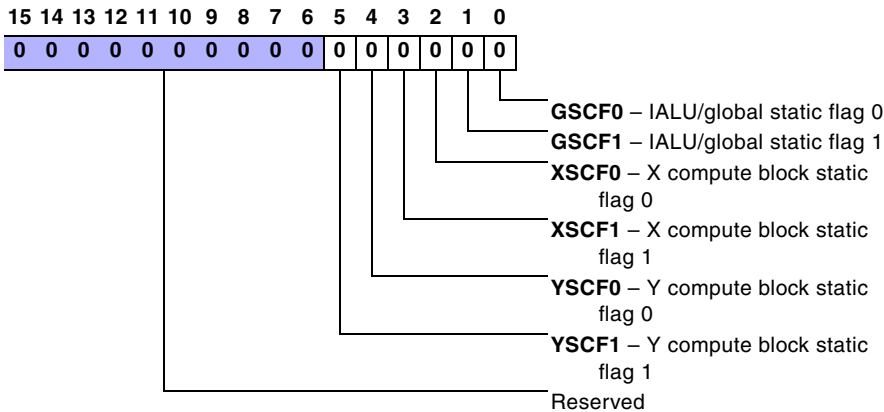 15 14 13 12 11 10 9 8 7 6 5 4 3 2 1 0
0 0 0 0 0 0 0 0 0 0 0 0 0 0 0 0
GSCF0 – IALU/global static flag 0
GSCF1 – IALU/global static flag 1
XSCF0 – X compute block static
flag 0
XSCF1 – X compute block static
flag 1
YSCF0 – Y compute block static
flag 0
YSCF1 – Y compute block static
flag 1
Reserved